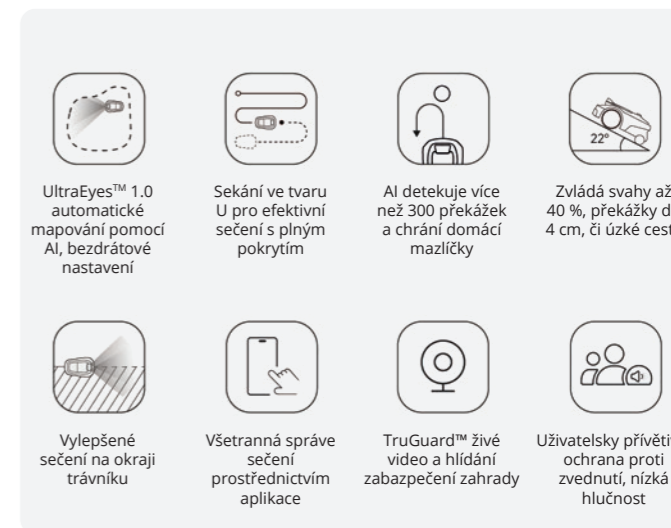 22°
UltraEyes™ 1.0
automatické
mapování pomocí
AI, bezdrátové
nastavení
Sekání ve tvaru
U pro efektivní
sečení s plným
pokrytím
AI detekuje více
než 300 překážek
a chrání domácí
mazlíčky
Zvládá svahy až
40 %, překážky
4 cm, či úzké
Vylepšené
sečení na okraji
trávníku
Všetranná správe
sečení
prostřednictvím
aplikace
TruGuard™ živé
video a hlídání
zabazpečení zahrady
Uživatelsky
ochrana proti
zvednutí, nízká
hlučnost